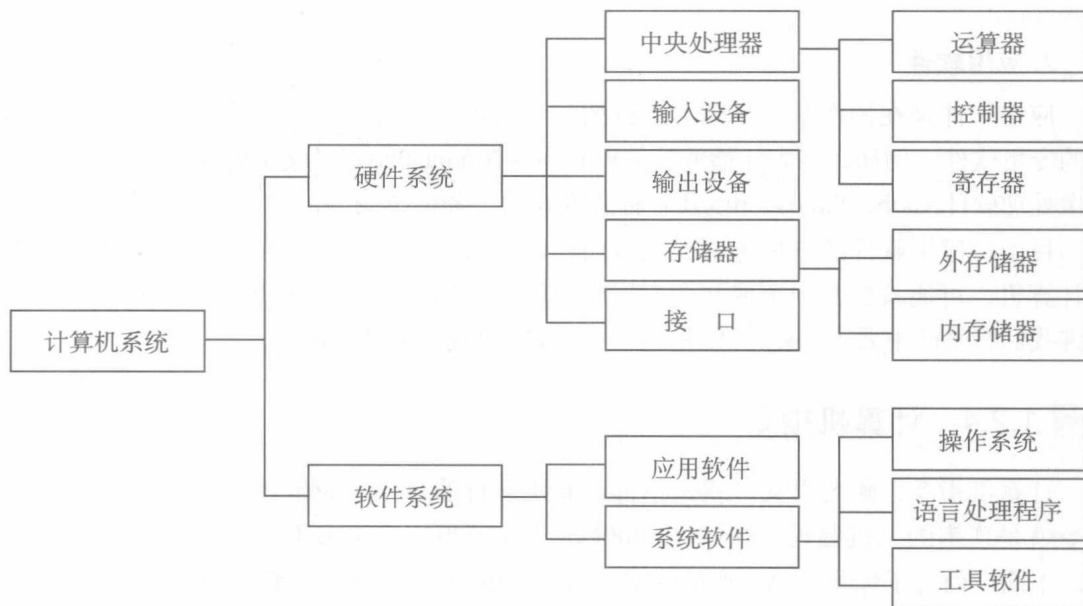 计算机系统
硬件系统
中央处理器
运算器
控制器
寄存器
输入设备
输出设备
存储器
外存储器
内存储器
接 口
软件系统
应用软件
系统软件
操作系统
语言处理程序
工具软件